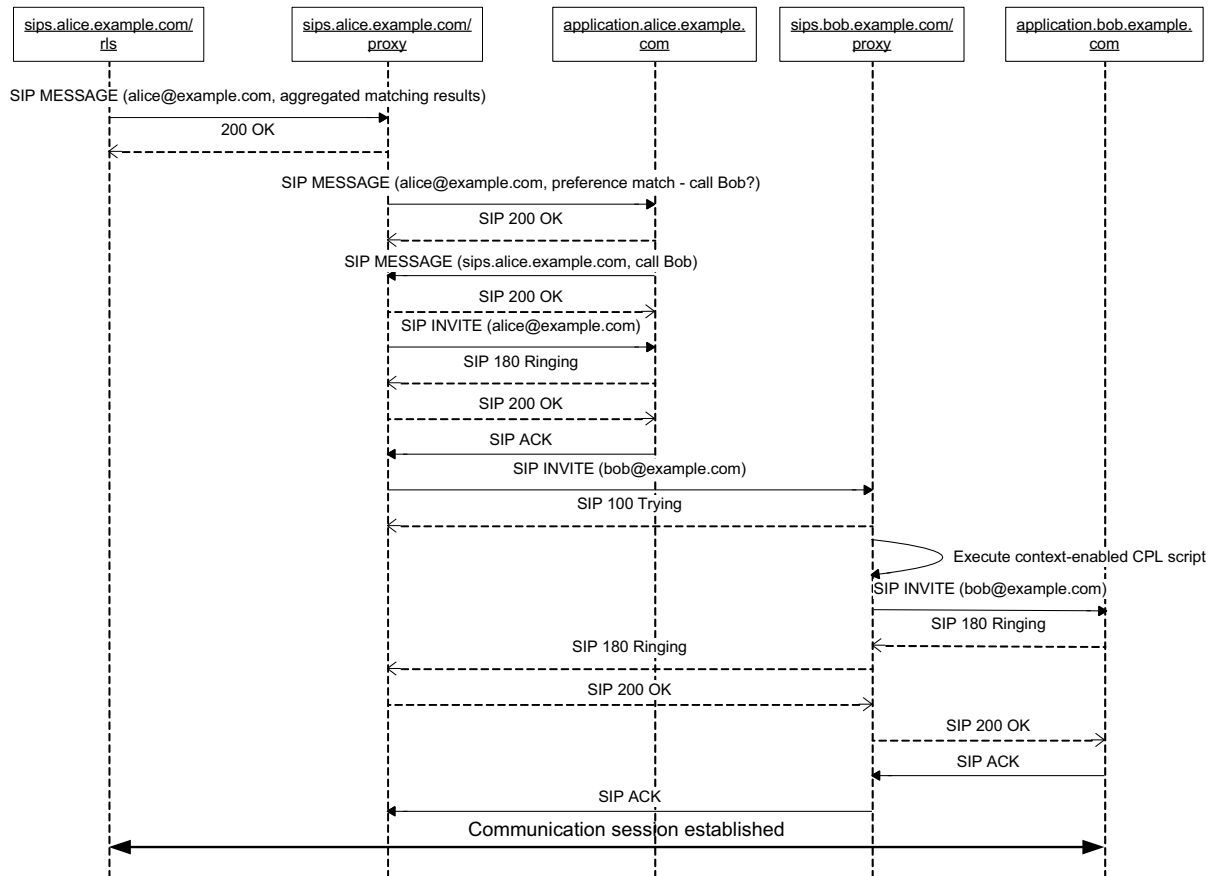 sips.alice.example.com/
rls
sips.alice.example.com/
proxy
application.alice.example.
com
sips.bob.example.com/
proxy
application.bob.example.
com
SIP MESSAGE (alice@example.com, aggregated matching results)
200 OK
SIP MESSAGE (alice@example.com, preference match - call Bob?)
SIP 200 OK
SIP MESSAGE (sips.alice.example.com, call Bob)
SIP 200 OK
SIP INVITE (alice@example.com)
SIP 180 Ringing
SIP 200 OK
SIP ACK
SIP INVITE (bob@example.com)
SIP 100 Trying
Execute context-enabled CPL script
SIP INVITE (bob@example.com)
SIP 180 Ringing
SIP 180 Ringing
SIP 200 OK
SIP 200 OK
SIP ACK
SIP ACK
Communication session established